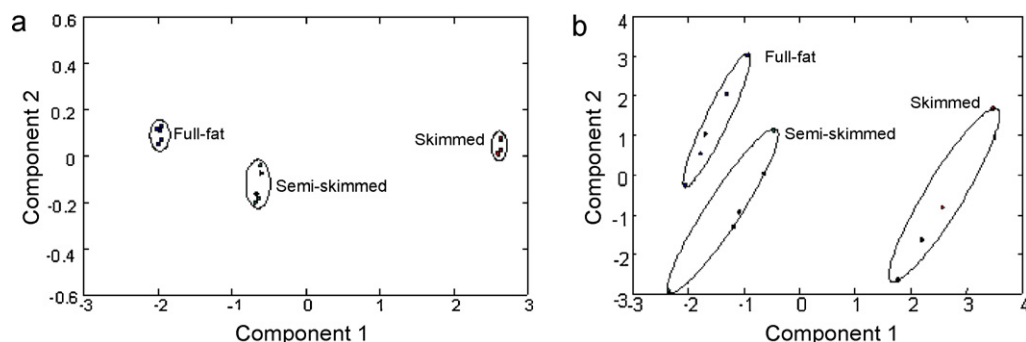 a
0.6
0.4
0.2
0
-0.2
-0.4
-0.6
-3
-2
-1
0
1
2
3
Component 2
Component 1
Full-fat
Semi-skimmed
Skimmed
b
4
3
2
1
0
-1
-2
-3
-3
-2
-1
0
1
2
3
4
Component 2
Component 1
Full-fat
Semi-skimmed
Skimmed